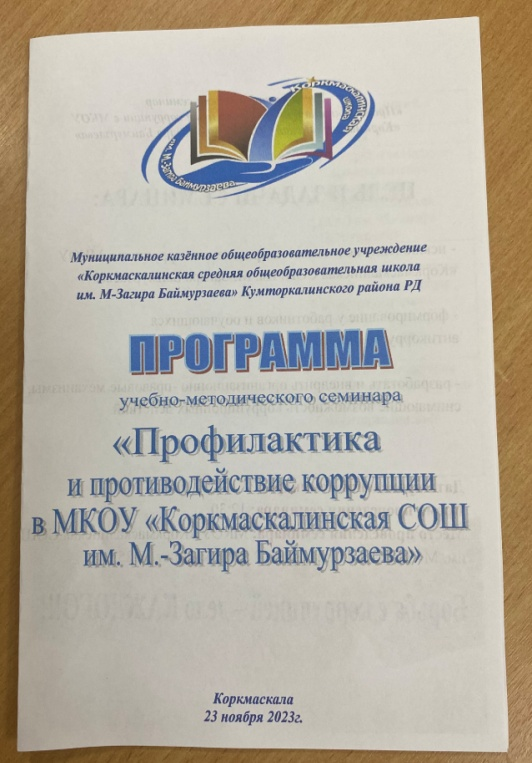 Коркмаскалинская школа
им. М-Загира Баймурзаева
Муниципальное казённое общеобразовательное учреждение
«Коркмаскалинская средняя общеобразовательная школа
им. М-Загира Баймурзаева» Кумторкалинского района РД
ПРОГРАММА
учебно-методического семинара
«Профилактика
и противодействие коррупции
в МКОУ «Коркмаскалинская СОШ
им. М.-Загира Баймурзаева»
Коркмаскала
23 ноября 2023г.